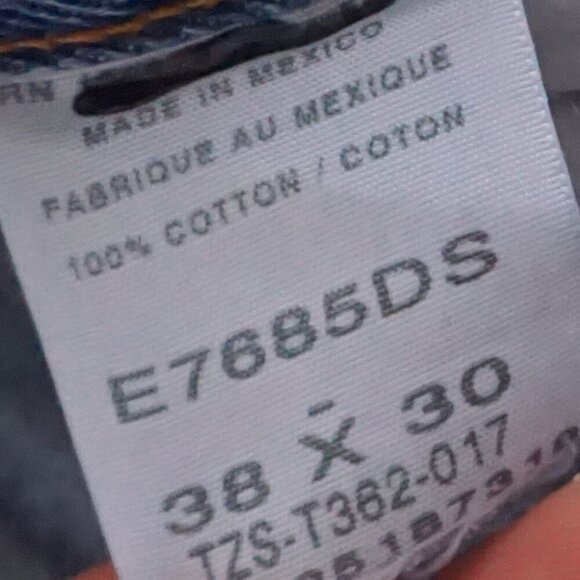 MADE IN MEXICO
FABRIQUE AU MEXIQUE
100% COTTON / COTON
E7685DS
38 X 30
TZS-T362-017